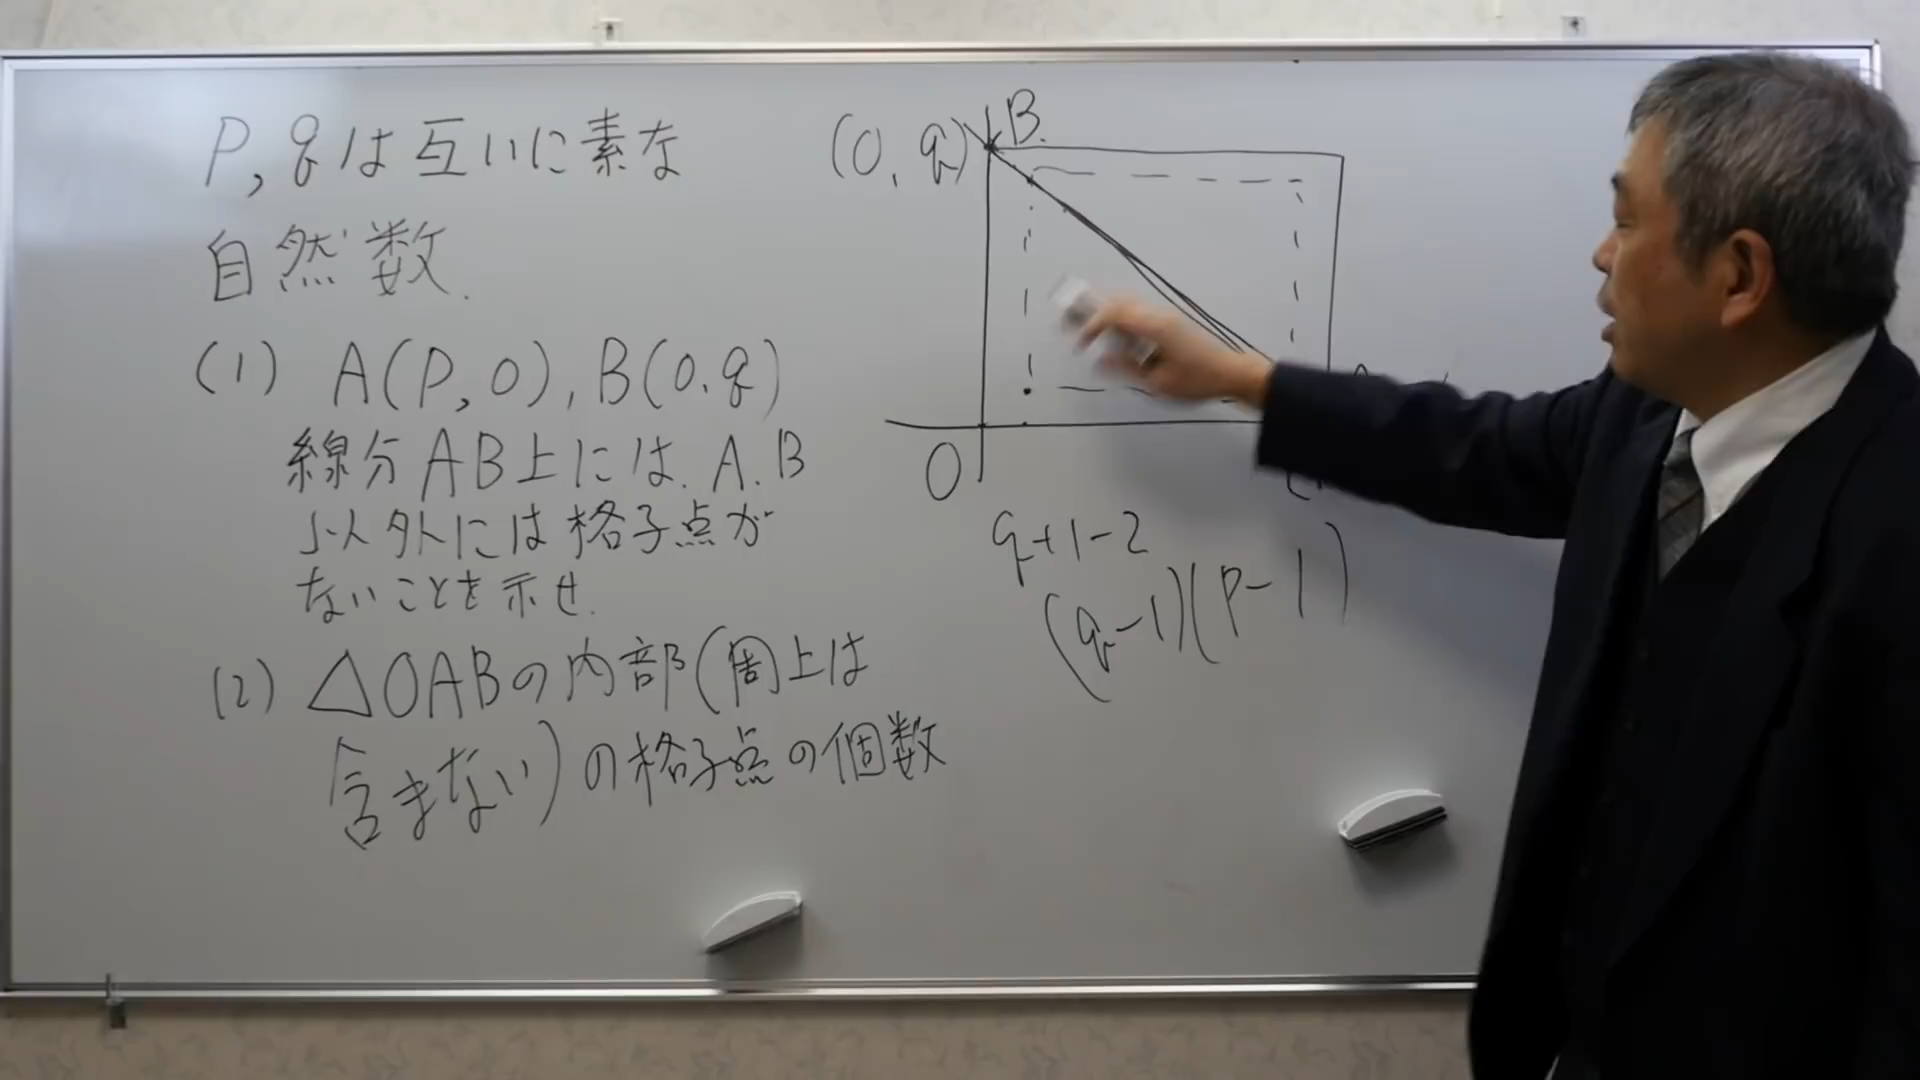 P, qは互いに素な
自然数.
(1) A(P, 0), B(0, q)
線分AB上には. A. B
以外には格子点が
ないことを示せ.
(2) △OABの内部(周上は
含まない)の格子点の個数
(0, q)
B.
O
q+1-2
(q-1)(p-1)